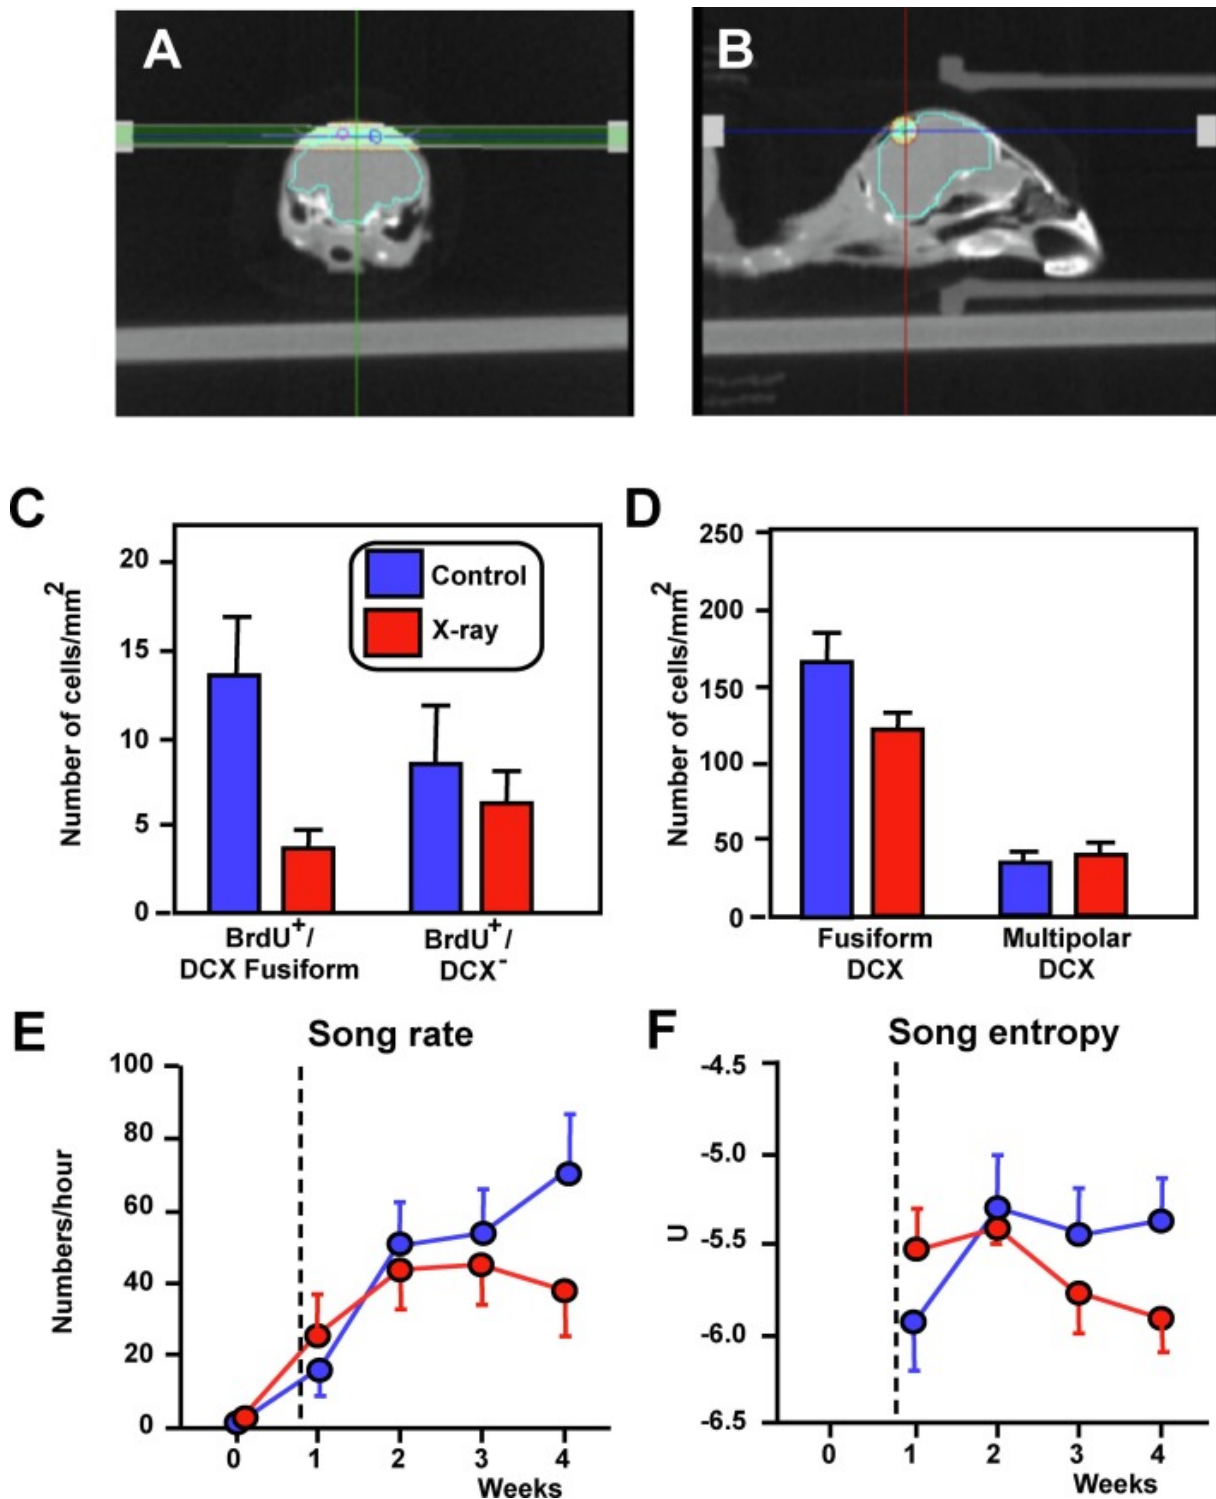 A
B
C
Number of cells/mm²
20
15
10
5
0
Control
X-ray
BrdU⁺/
DCX Fusiform
BrdU⁺/
DCX⁻
D
Number of cells/mm²
250
200
150
100
50
0
Fusiform
DCX
Multipolar
DCX
E
Song rate
Numbers/hour
100
80
60
40
20
0
0 1 2 3 4
Weeks
F
Song entropy
U
-4.5
-5.0
-5.5
-6.0
-6.5
0 1 2 3 4
Weeks